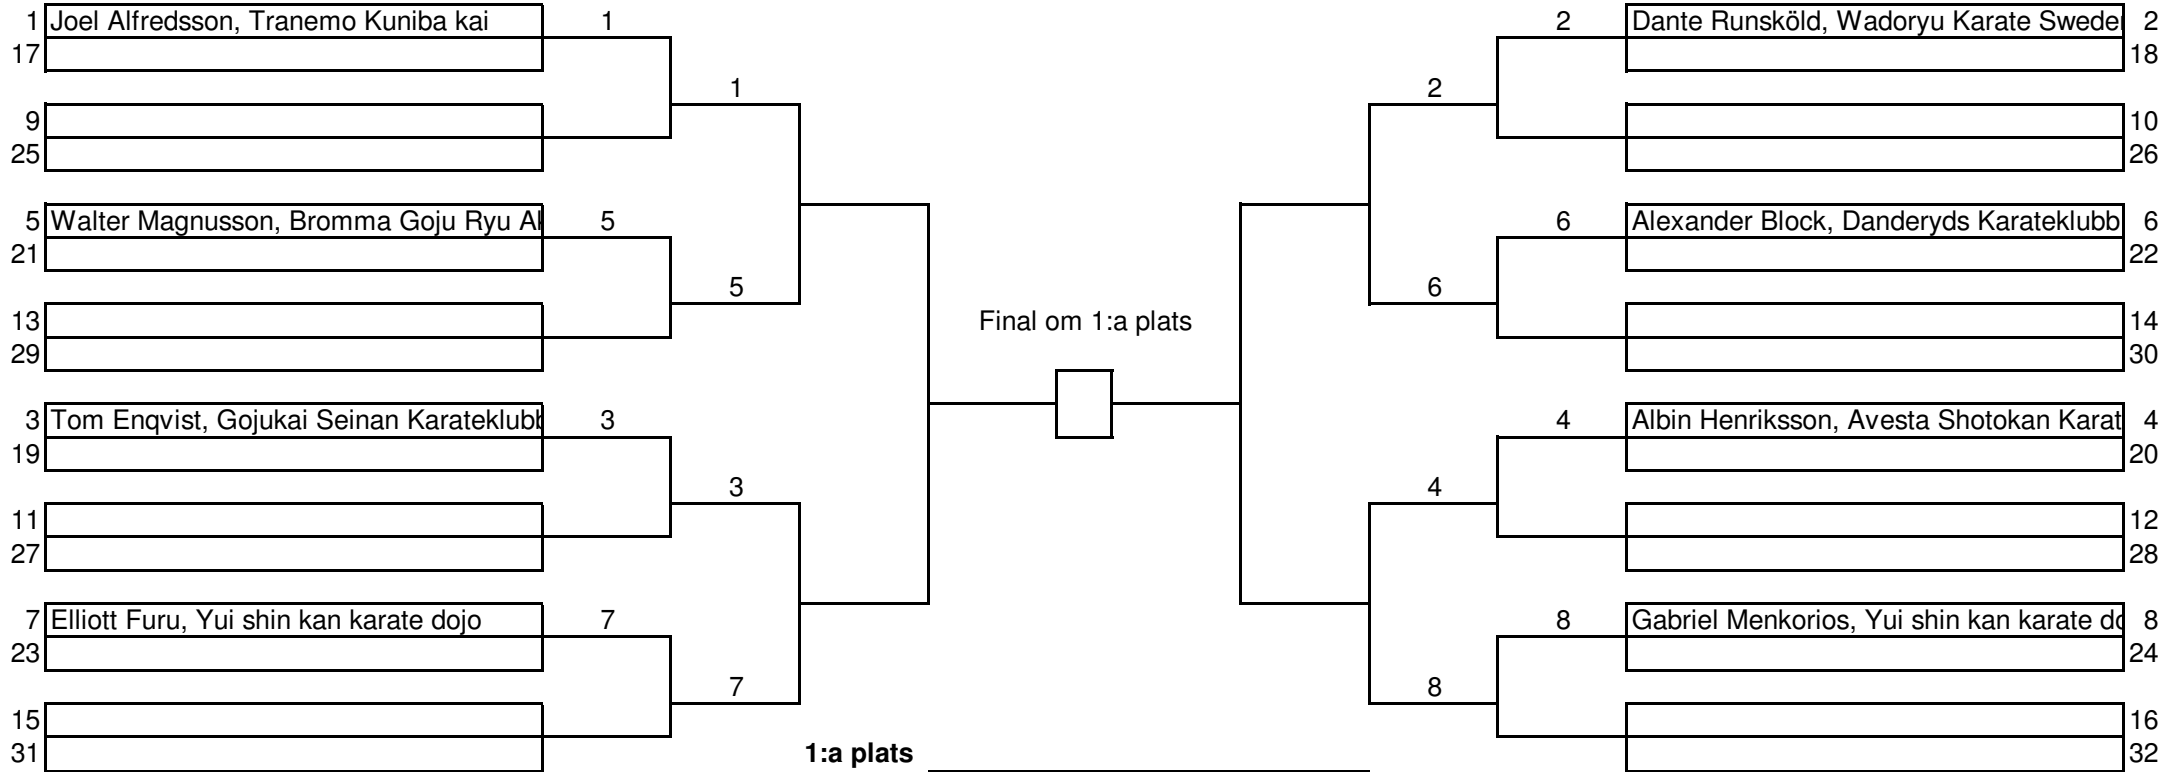 1 Joel Alfredsson, Tranemo Kuniba kai 1 2 Dante Runsköld, Wadoryu Karate 2
17 18
1 2
9 10
25 26
5 Walter Magnusson, Bromma Goju Ryu 5 6 Alexander Block, Danderyds Karateklubb 6
21 22
5 6
13 Final om 1:a plats 14
29 30
3 Tom Enqvist, Gojukai Seinan Karateklubb 3 4 Albin Henriksson, Avesta Shotokan Karat 4
19 20
3 4
11 12
27 28
7 Elliott Furu, Yui shin kan karate dojo 7 8 Gabriel Menkorios, Yui shin kan karate 8
23 24
7 8
15 16
31 1:a plats 32